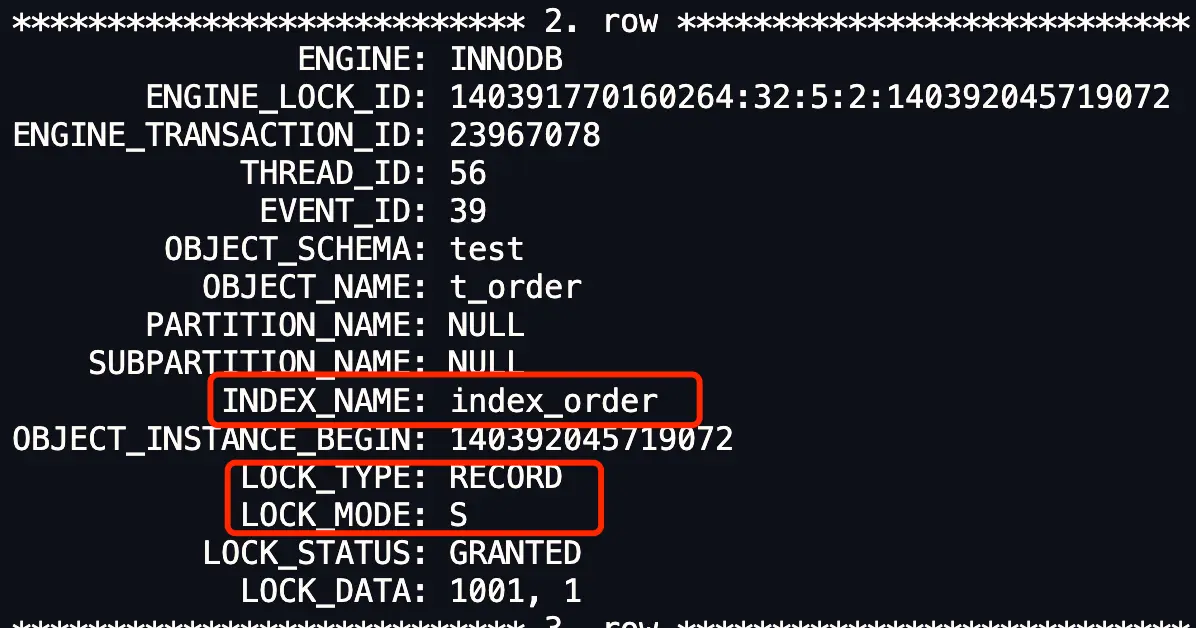 *************************** 2. row ***************************
ENGINE: INNODB
ENGINE_LOCK_ID: 140391770160264:32:5:2:140392045719072
ENGINE_TRANSACTION_ID: 23967078
THREAD_ID: 56
EVENT_ID: 39
OBJECT_SCHEMA: test
OBJECT_NAME: t_order
PARTITION_NAME: NULL
SUBPARTITION_NAME: NULL
INDEX_NAME: index_order
OBJECT_INSTANCE_BEGIN: 140392045719072
LOCK_TYPE: RECORD
LOCK_MODE: S
LOCK_STATUS: GRANTED
LOCK_DATA: 1001, 1
*************************** 3. row ***************************